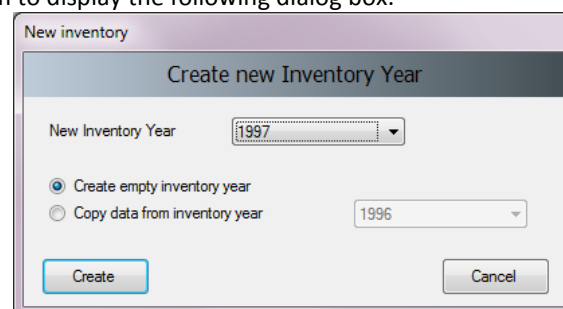 to display the following dialog box:
New inventory
Create new Inventory Year
New Inventory Year 1997
Create empty inventory year
Copy data from inventory year 1996
Create Cancel